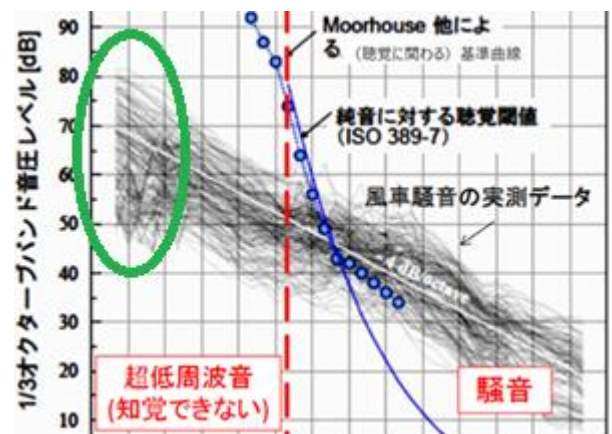 90
80
70
60
50
40
30
20
10
1/3オクターブバンド音圧レベル [dB]
Moorhouse 他によ
る (聴覚に関わる) 基準曲線
純音に対する聴覚閾値
(ISO 389-7)
風車騒音の実測データ
- 4 dB/octave
超低周波音
(知覚できない)
騒音